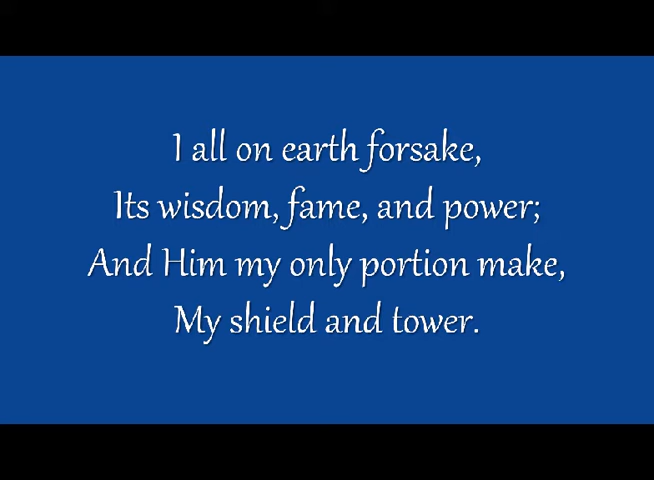 I all on earth forsake,
Its wisdom, fame, and power;
And Him my only portion make,
My shield and tower.